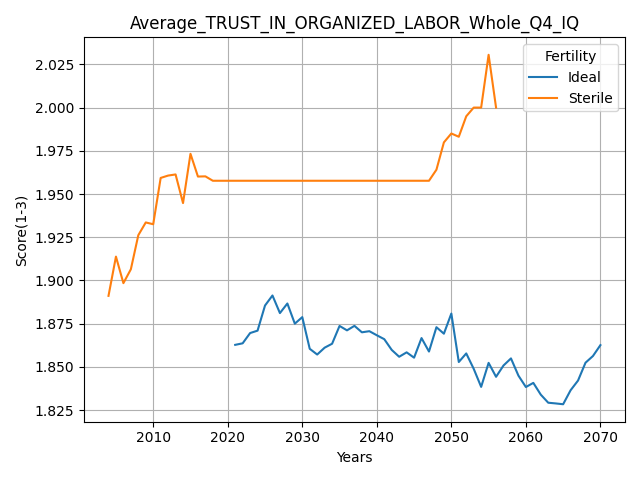 Average_TRUST_IN_ORGANIZED_LABOR_Whole_Q4_IQ
Fertility
Ideal
Sterile
Score(1-3)
2.025
2.000
1.975
1.950
1.925
1.900
1.875
1.850
1.825
2010 2020 2030 2040 2050 2060 2070
Years